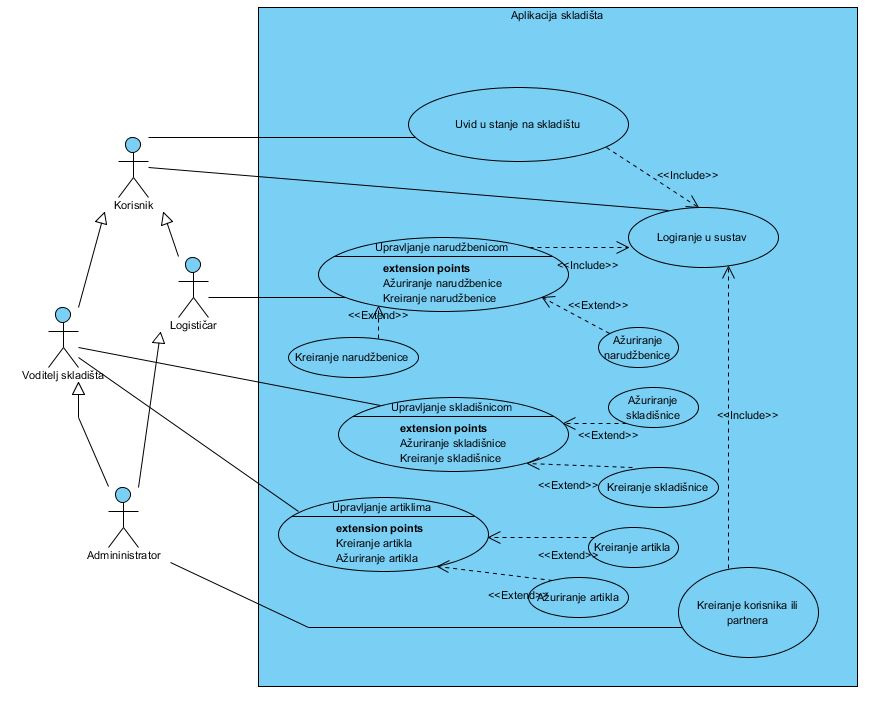 Aplikacija skladišta
Uvid u stanje na skladištu
<<Include>>
Korisnik
Logiranje u sustav
Upravljanje narudžbenicom
extension points
Ažuriranje narudžbenice
Kreiranje narudžbenice
<<Include>>
<<Extend>>
<<Extend>>
Logističar
Kreiranje narudžbenice
Ažuriranje
narudžbenice
Voditelj skladišta
Upravljanje skladišnicom
extension points
Ažuriranje skladišnice
Kreiranje skladišnice
Ažuriranje
skladišnice
<<Extend>>
<<Include>>
Kreiranje skladišnice
<<Extend>>
Upravljanje artiklima
extension points
Kreiranje artikla
Ažuriranje artikla
Kreiranje artikla
<<Extend>>
Admininistrator
Ažuriranje artikla
<<Extend>>
Kreiranje korisnika ili
partnera